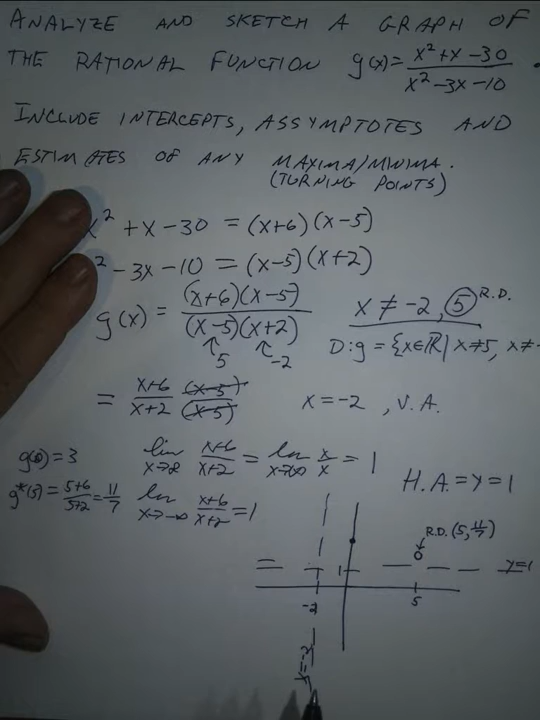 ANALYZE AND SKETCH A GRAPH OF
THE RATIONAL FUNCTION g(x) = (x² + x - 30)/(x² - 3x - 10) .
INCLUDE INTERCEPTS, ASSYMPTOTES AND
ESTIMATES OF ANY MAXIMA/MINIMA.
(TURNING POINTS)
x² + x - 30 = (x+6)(x-5)
² - 3x - 10 = (x-5)(x+2)
g(x) = (x+6)(x-5)/(x-5)(x+2)
↑ 5 ↑ -2
x ≠ -2, 5 R.D.
D:g = {x∈ℝ | x≠5, x≠-
= (x+6)/(x+2) (x-5)/(x-5)
x = -2 , V.A.
g(0) = 3
lim x→∞ (x+6)/(x+2) = lim x→∞ x/x = 1
g*(5) = (5+6)/(5+2) = 11/7
lim x→-∞ (x+6)/(x+2) = 1
H.A. = y = 1
R.D. (5, 11/7)
1
y=1
-2
5
x=-2